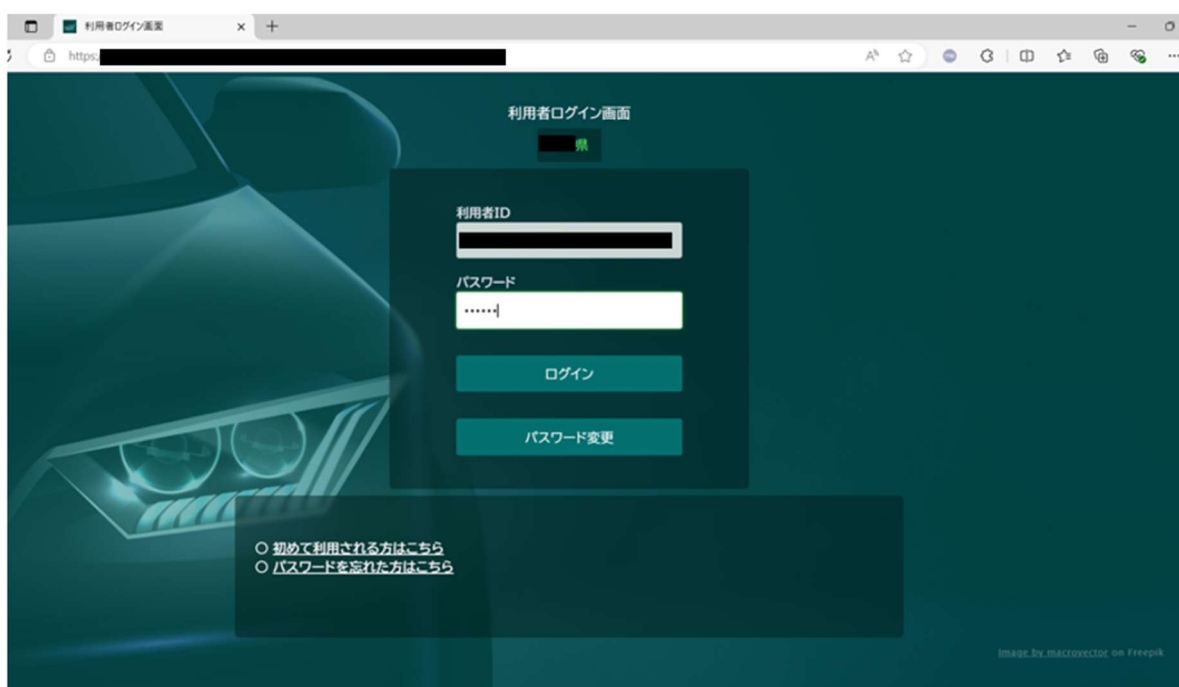 利用者ログイン画面
https:
利用者ログイン画面
県
利用者ID
パスワード
••••••
ログイン
パスワード変更
○ 初めて利用される方はこちら
○ パスワードを忘れた方はこちら
Image by macrovector on Freepik